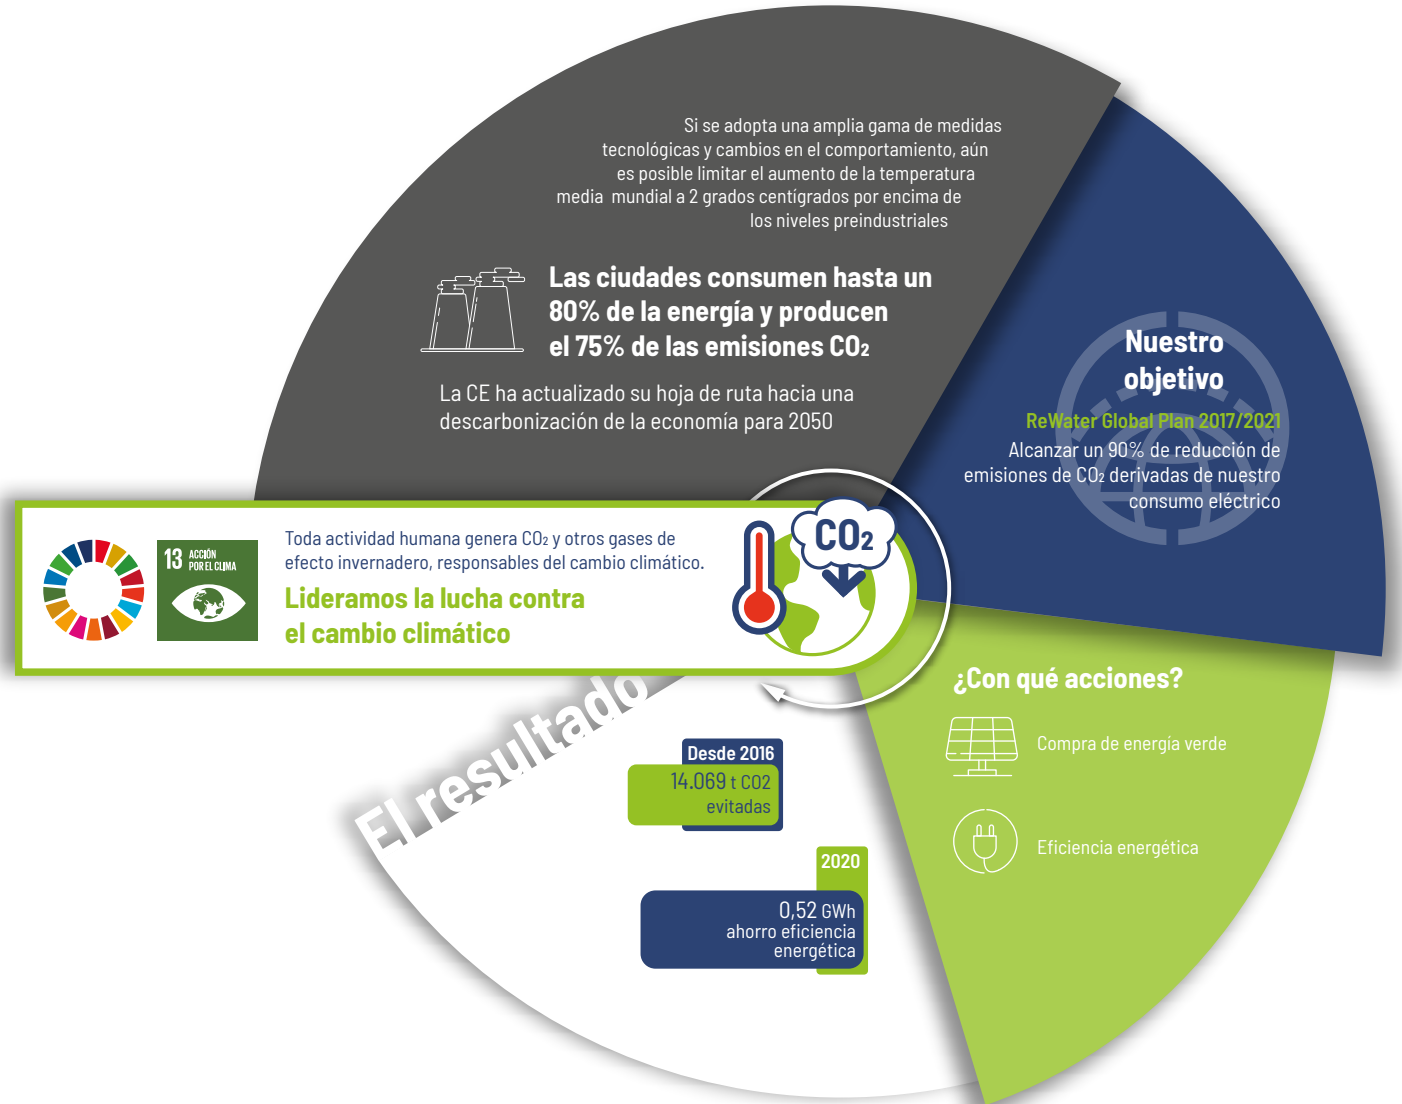 Si se adopta una amplia gama de medidas
tecnológicas y cambios en el comportamiento, aún
es posible limitar el aumento de la temperatura
media mundial a 2 grados centígrados por encima de
los niveles preindustriales
Las ciudades consumen hasta un
80% de la energía y producen
el 75% de las emisiones CO₂
La CE ha actualizado su hoja de ruta hacia una
descarbonización de la economía para 2050
Nuestro
objetivo
ReWater Global Plan 2017/2021
Alcanzar un 90% de reducción de
emisiones de CO₂ derivadas de nuestro
consumo eléctrico
13 ACCIÓN
POR EL CLIMA
Toda actividad humana genera CO₂ y otros gases de
efecto invernadero, responsables del cambio climático.
Lideramos la lucha contra
el cambio climático
CO₂
¿Con qué acciones?
Compra de energía verde
Eficiencia energética
El resultado
Desde 2016
14.069 t CO2
evitadas
2020
0,52 GWh
ahorro eficiencia
energética